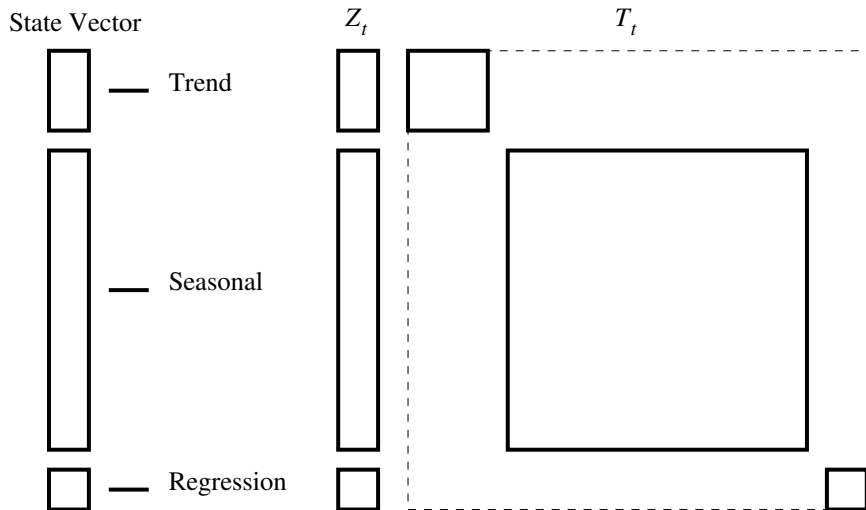 State Vector
Z_t
T_t
Trend
Seasonal
Regression